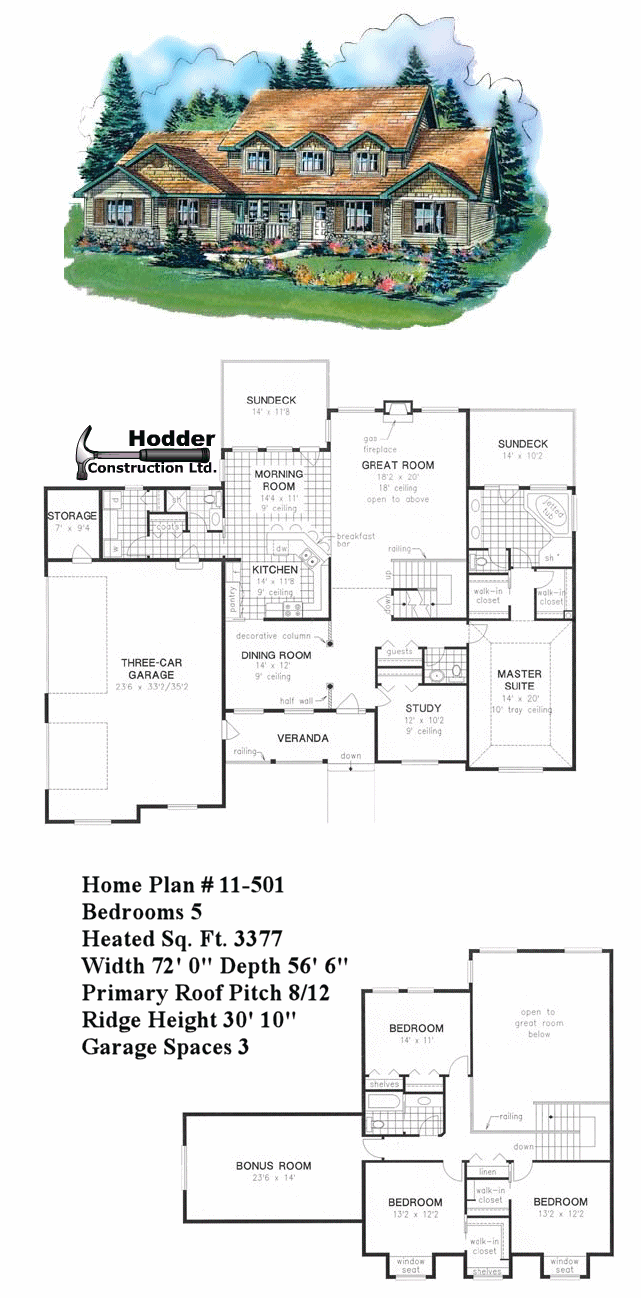 Hodder
Construction Ltd.
SUNDECK
14' x 11'8
SUNDECK
14' x 10'2
gas
fireplace
GREAT ROOM
18'2 x 20'
18' ceiling
open to above
MORNING
ROOM
14'4 x 11'
9' ceiling
STORAGE
7' x 9'4
d
w
coats
sh
dw
breakfast
bar
railing
jetted
tub
sh
KITCHEN
14' x 11'8
9' ceiling
pantry
up
down
walk-in
closet
walk-in
closet
decorative column
DINING ROOM
14' x 12'
9' ceiling
half wall
guests
THREE-CAR
GARAGE
23'6 x 33'2/35'2
MASTER
SUITE
14' x 20'
10' tray ceiling
STUDY
12' x 10'2
9' ceiling
VERANDA
railing
down
Home Plan # 11-501
Bedrooms 5
Heated Sq. Ft. 3377
Width 72' 0" Depth 56' 6"
Primary Roof Pitch 8/12
Ridge Height 30' 10"
Garage Spaces 3
open to
great room
below
BEDROOM
14' x 11'
shelves
railing
down
BONUS ROOM
23'6 x 14'
linen
walk-in
closet
BEDROOM
13'2 x 12'2
BEDROOM
13'2 x 12'2
walk-in
closet
window
seat
shelves
window
seat